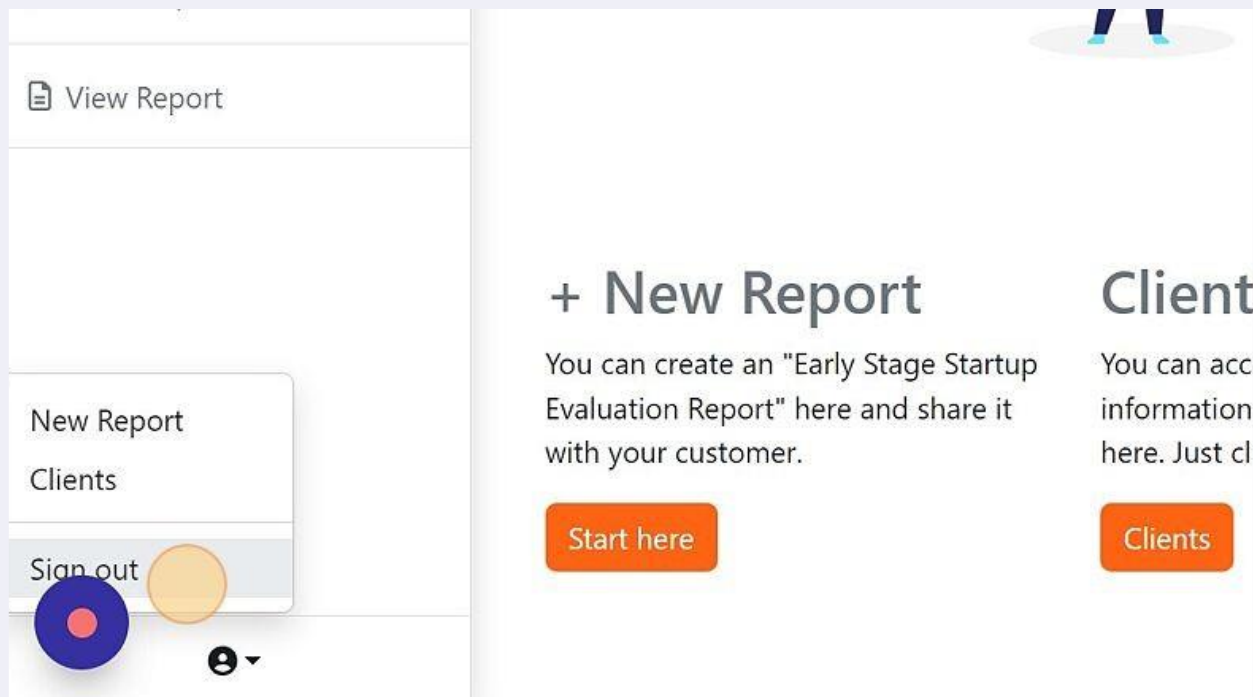 View Report
New Report
Clients
Sign out
+ New Report
You can create an "Early Stage Startup
Evaluation Report" here and share it
with your customer.
Start here
Client
You can acc
information
here. Just cl
Clients